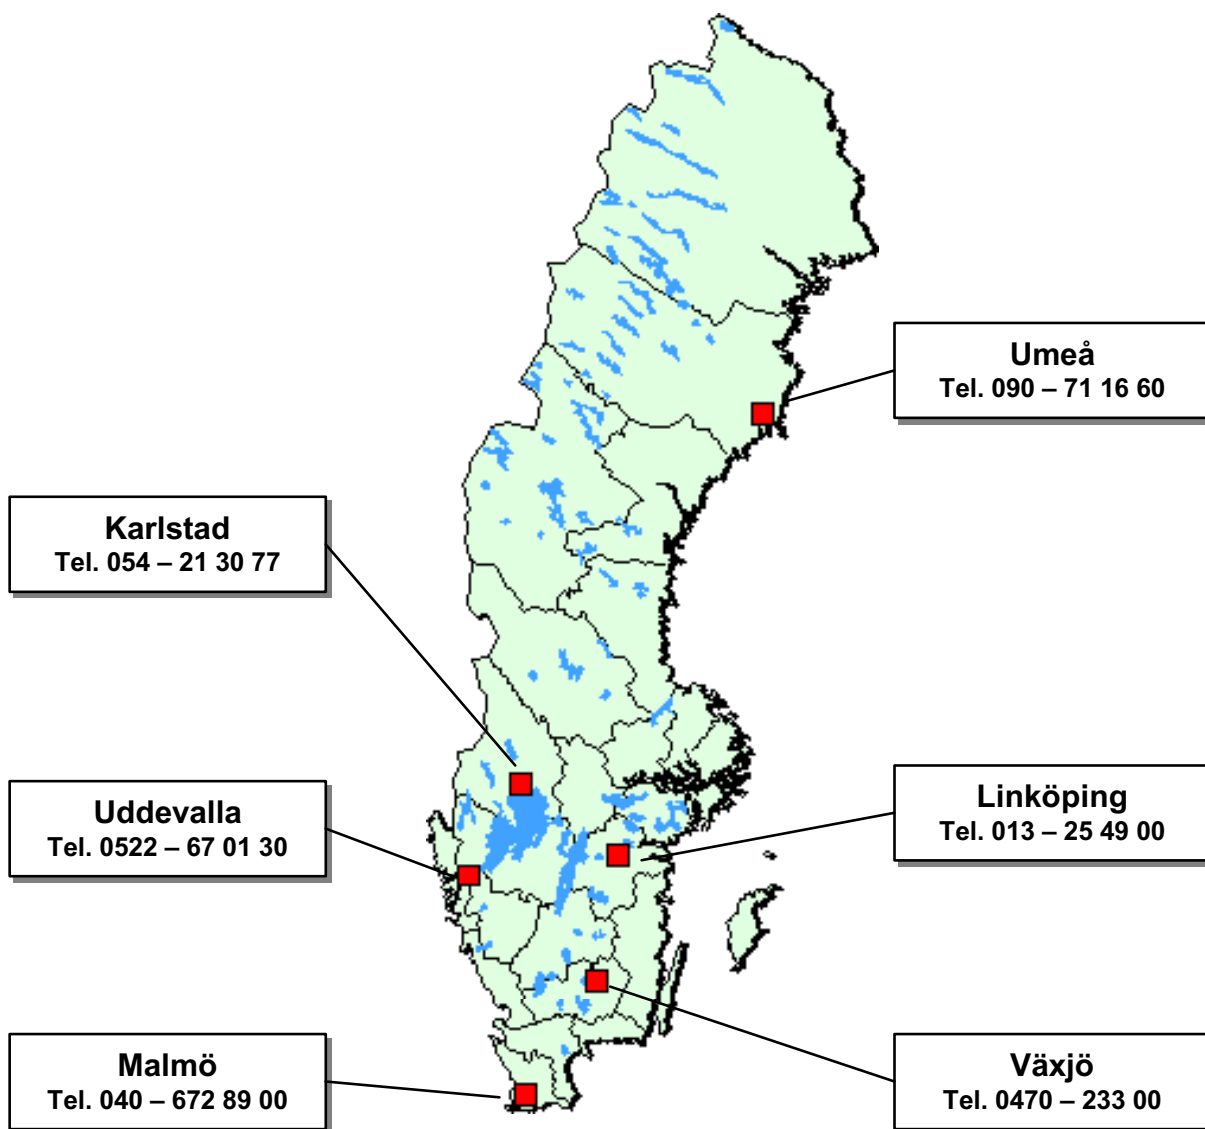 Umeå
Tel. 090 – 71 16 60
Karlstad
Tel. 054 – 21 30 77
Uddevalla
Tel. 0522 – 67 01 30
Linköping
Tel. 013 – 25 49 00
Malmö
Tel. 040 – 672 89 00
Växjö
Tel. 0470 – 233 00